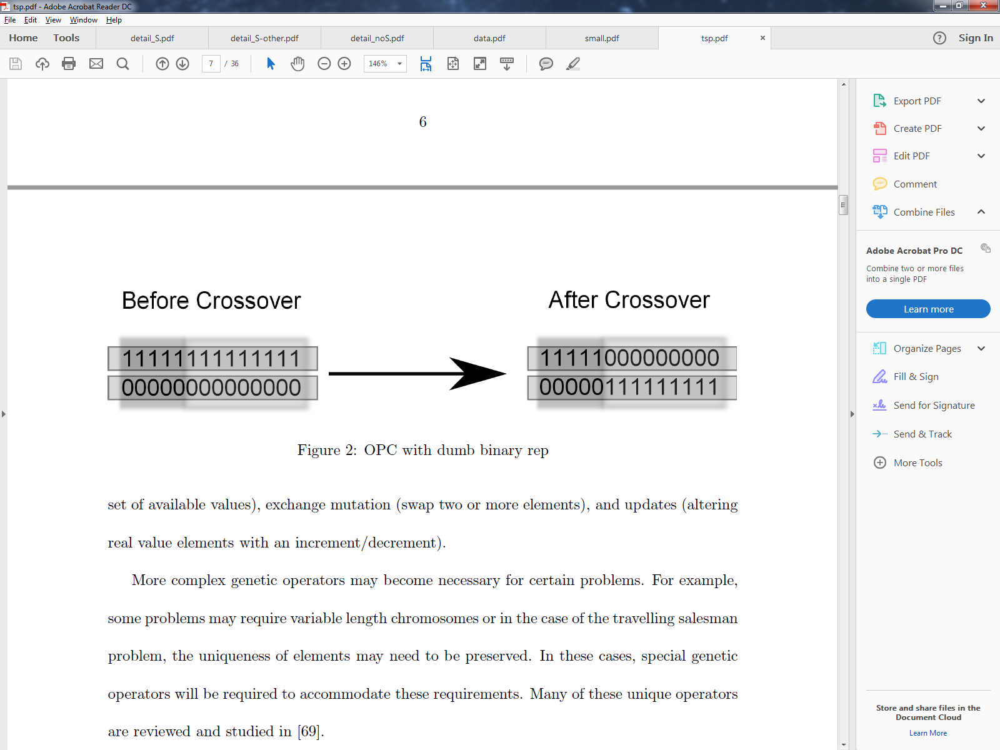 tsp.pdf - Adobe Acrobat Reader DC
File Edit View Window Help
Home Tools detail_S.pdf detail_S-other.pdf detail_noS.pdf data.pdf small.pdf tsp.pdf × ? Sign In
7 / 36 146%
6
Before Crossover After Crossover
11111111111111 11111000000000
00000000000000 00000111111111
Figure 2: OPC with dumb binary rep
set of available values), exchange mutation (swap two or more elements), and updates (altering
real value elements with an increment/decrement).
More complex genetic operators may become necessary for certain problems. For example,
some problems may require variable length chromosomes or in the case of the travelling salesman
problem, the uniqueness of elements may need to be preserved. In these cases, special genetic
operators will be required to accommodate these requirements. Many of these unique operators
are reviewed and studied in [69].
Export PDF
Create PDF
Edit PDF
Comment
Combine Files
Adobe Acrobat Pro DC
Combine two or more files
into a single PDF
Learn more
Organize Pages
Fill & Sign
Send for Signature
Send & Track
More Tools
Store and share files in the
Document Cloud
Learn More